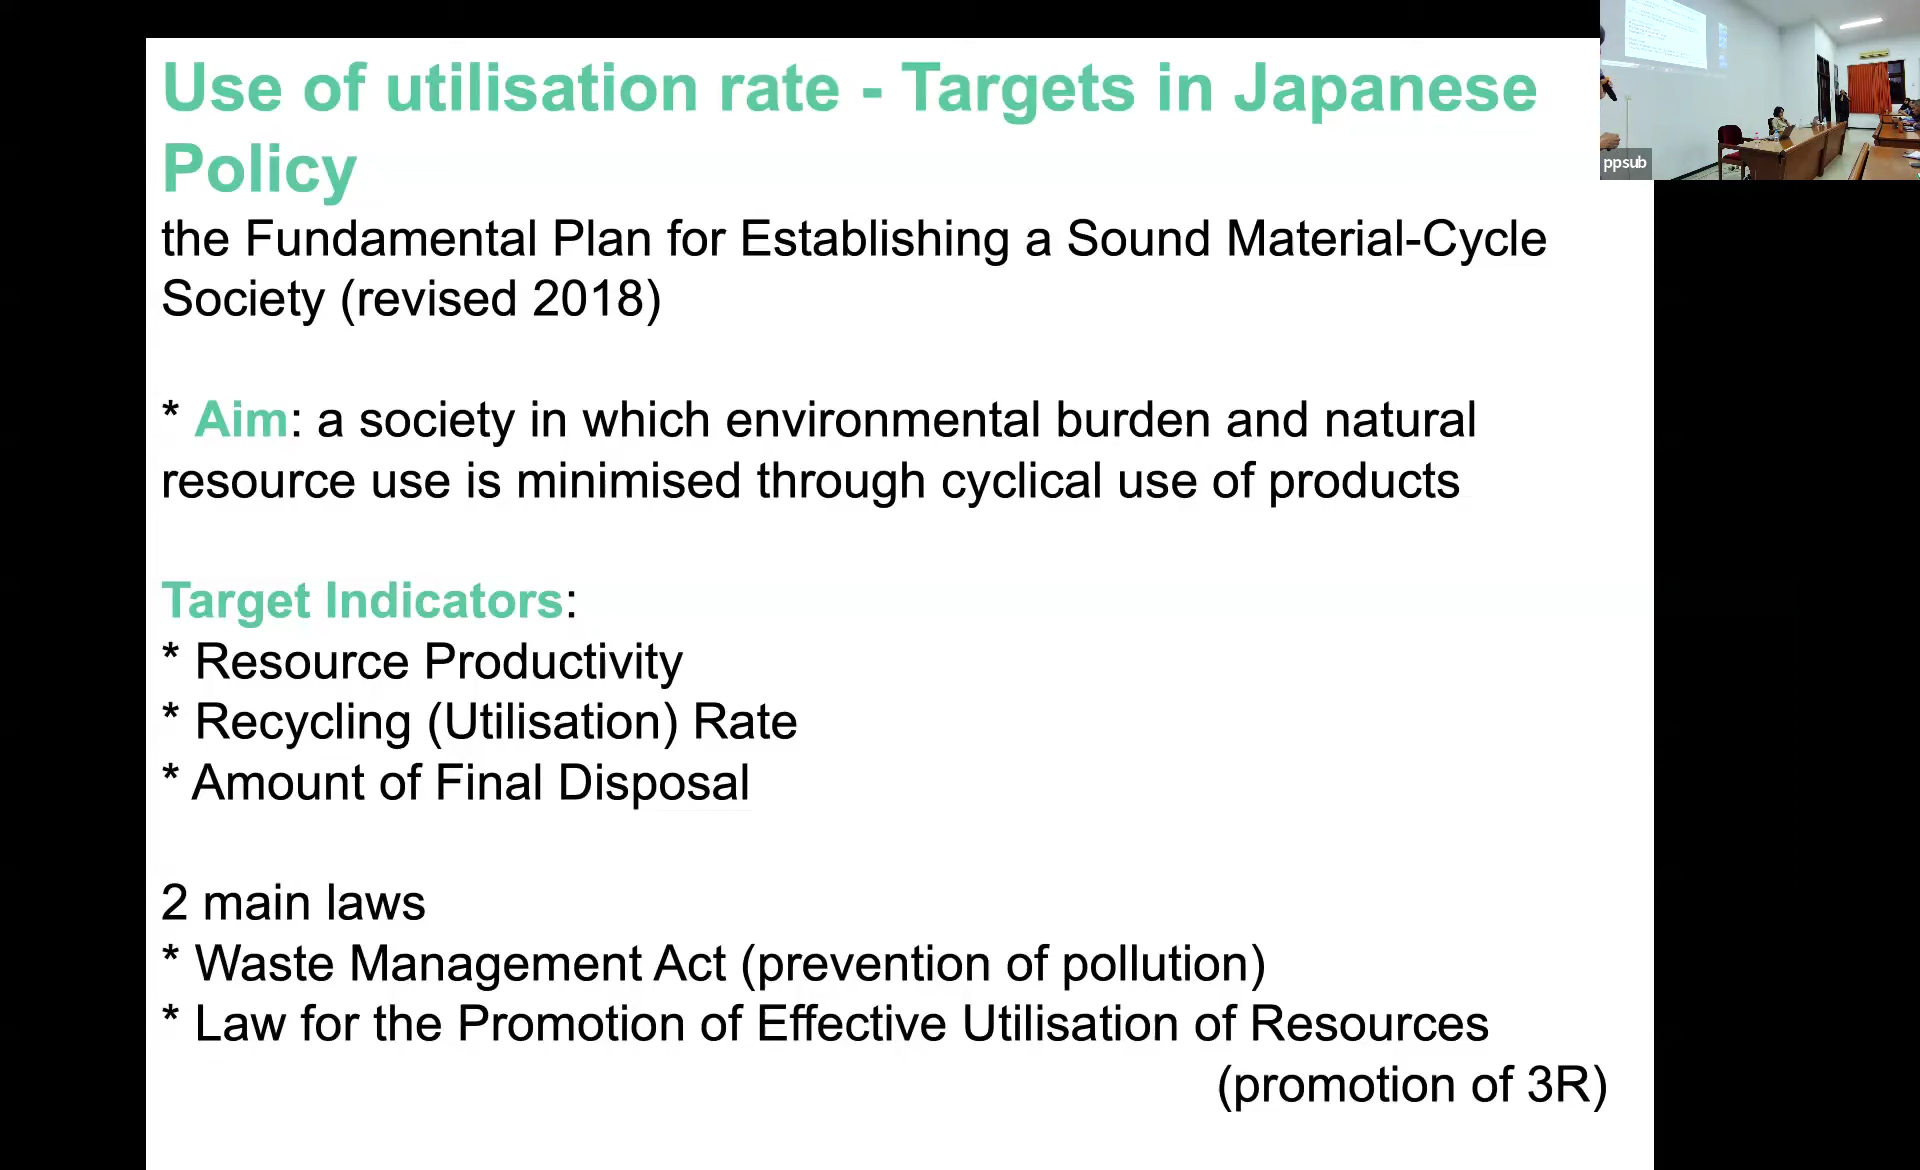 Use of utilisation rate - Targets in Japanese
Policy
the Fundamental Plan for Establishing a Sound Material-Cycle
Society (revised 2018)
* Aim: a society in which environmental burden and natural
resource use is minimised through cyclical use of products
Target Indicators:
* Resource Productivity
* Recycling (Utilisation) Rate
* Amount of Final Disposal
2 main laws
* Waste Management Act (prevention of pollution)
* Law for the Promotion of Effective Utilisation of Resources
(promotion of 3R)
ppsub